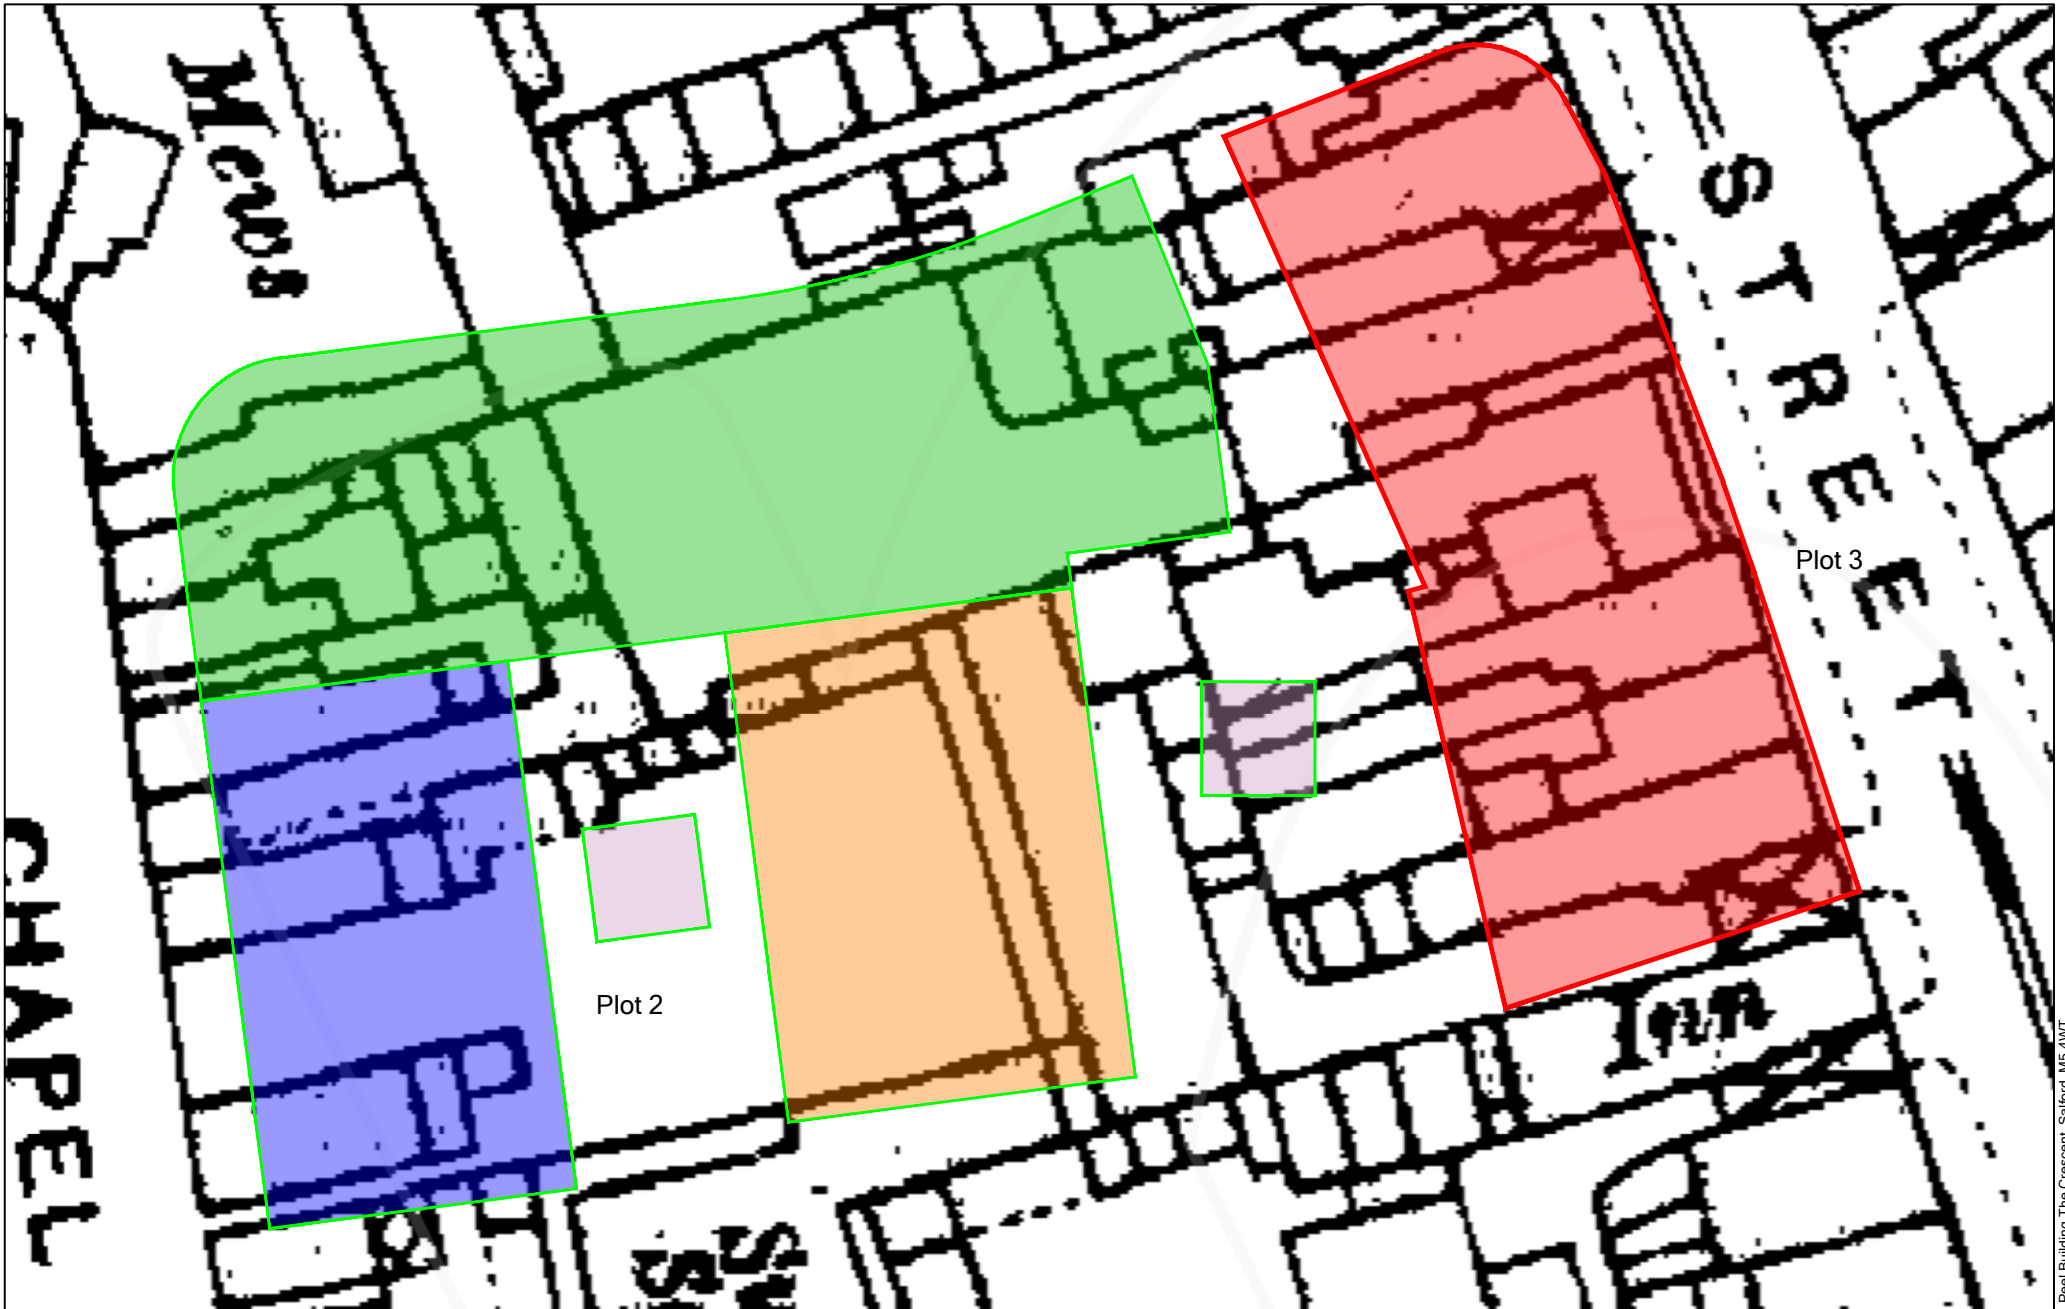 Mews
STREET
Plot 3
CHAPEL
Plot 2
Inn
Peel Building The Crescent, Salford, M5 4WT